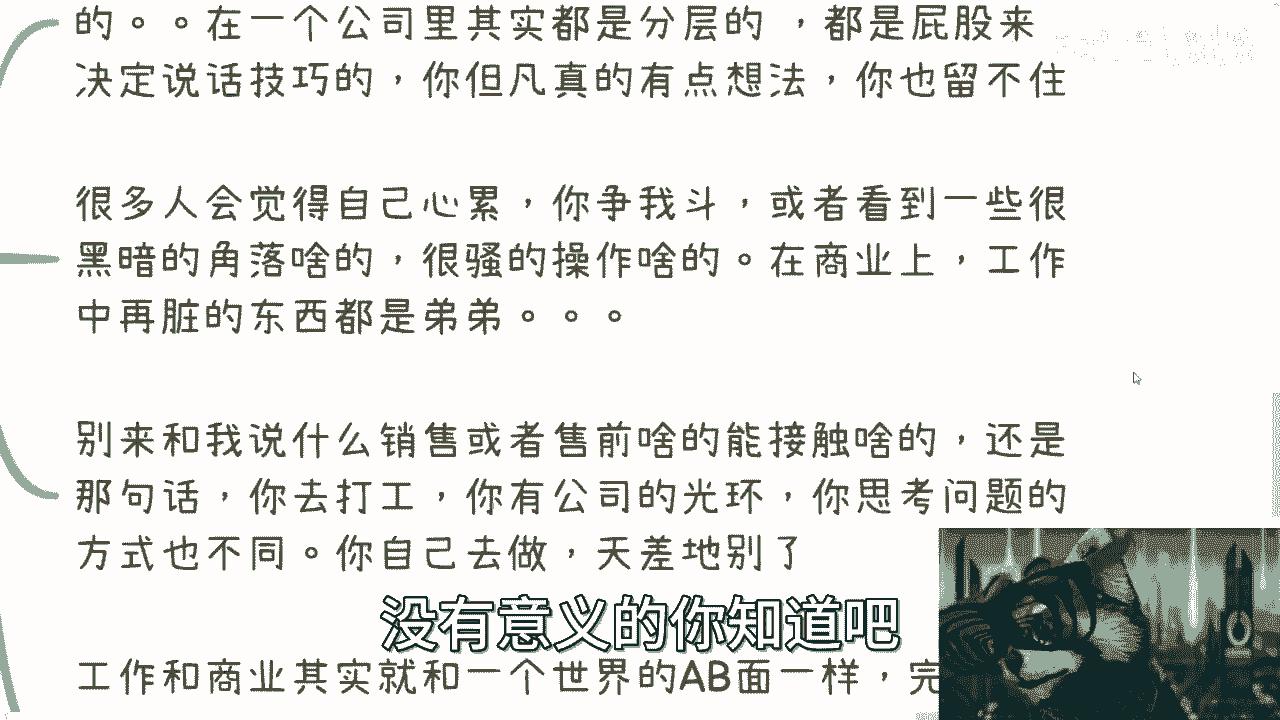 的。。在一个公司里其实都是分层的 ，都是屁股来
决定说话技巧的，你但凡真的有点想法，你也留不住
很多人会觉得自己心累，你争我斗，或者看到一些很
黑暗的角落啥的，很骚的操作啥的。在商业上，工作
中再脏的东西都是弟弟。。。
别来和我说什么销售或者售前啥的能接触啥的，还是
那句话，你去打工，你有公司的光环，你思考问题的
方式也不同。你自己去做，天差地别了
没有意义的你知道吧
工作和商业其实就和一个世界的AB面一样，完